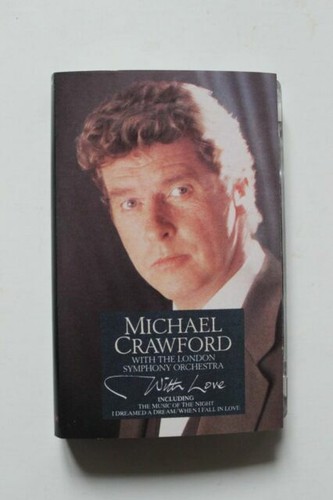 MICHAEL
CRAWFORD
WITH THE LONDON
SYMPHONY ORCHESTRA
With Love
INCLUDING
THE MUSIC OF THE NIGHT
I DREAMED A DREAM/WHEN I FALL IN LOVE